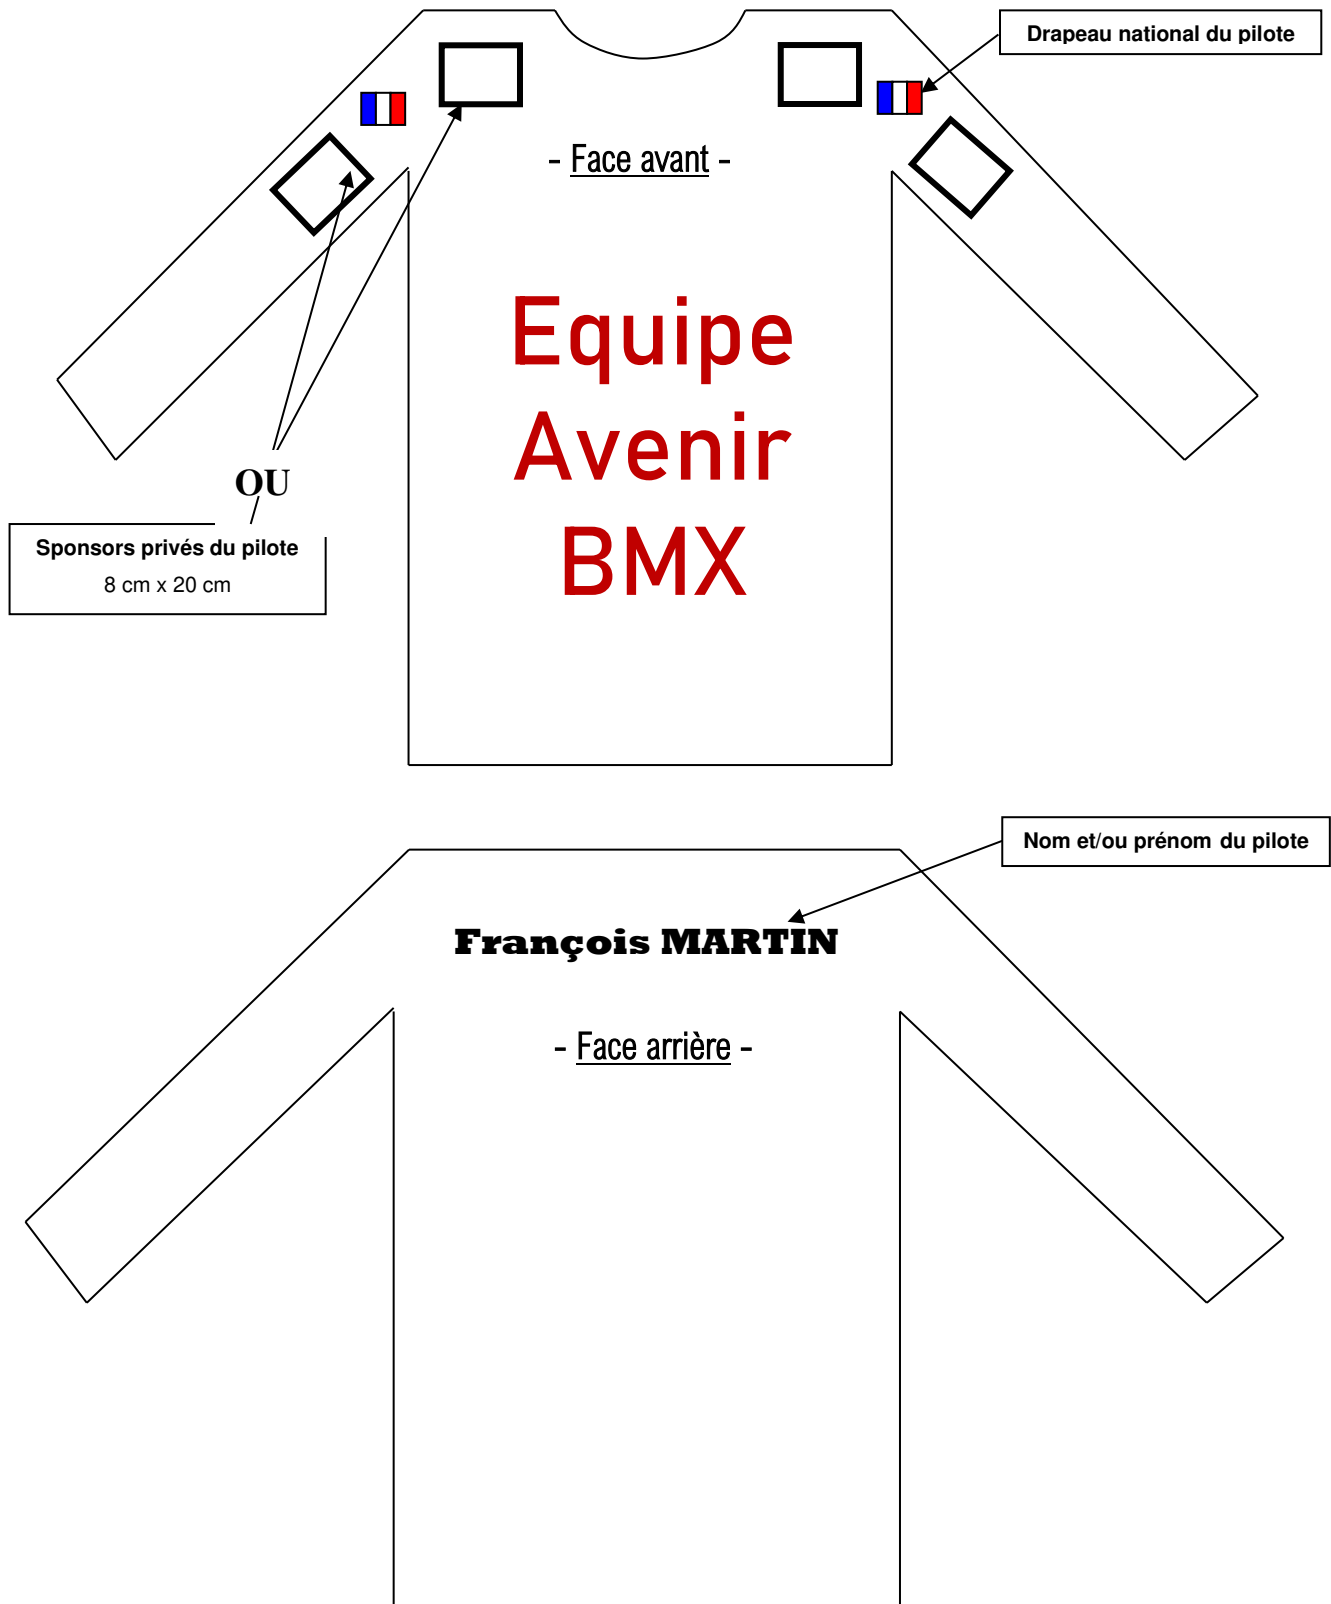 Drapeau national du pilote
- Face avant -
Equipe
Avenir
BMX
OU
Sponsors privés du pilote
8 cm x 20 cm
Nom et/ou prénom du pilote
François MARTIN
- Face arrière -